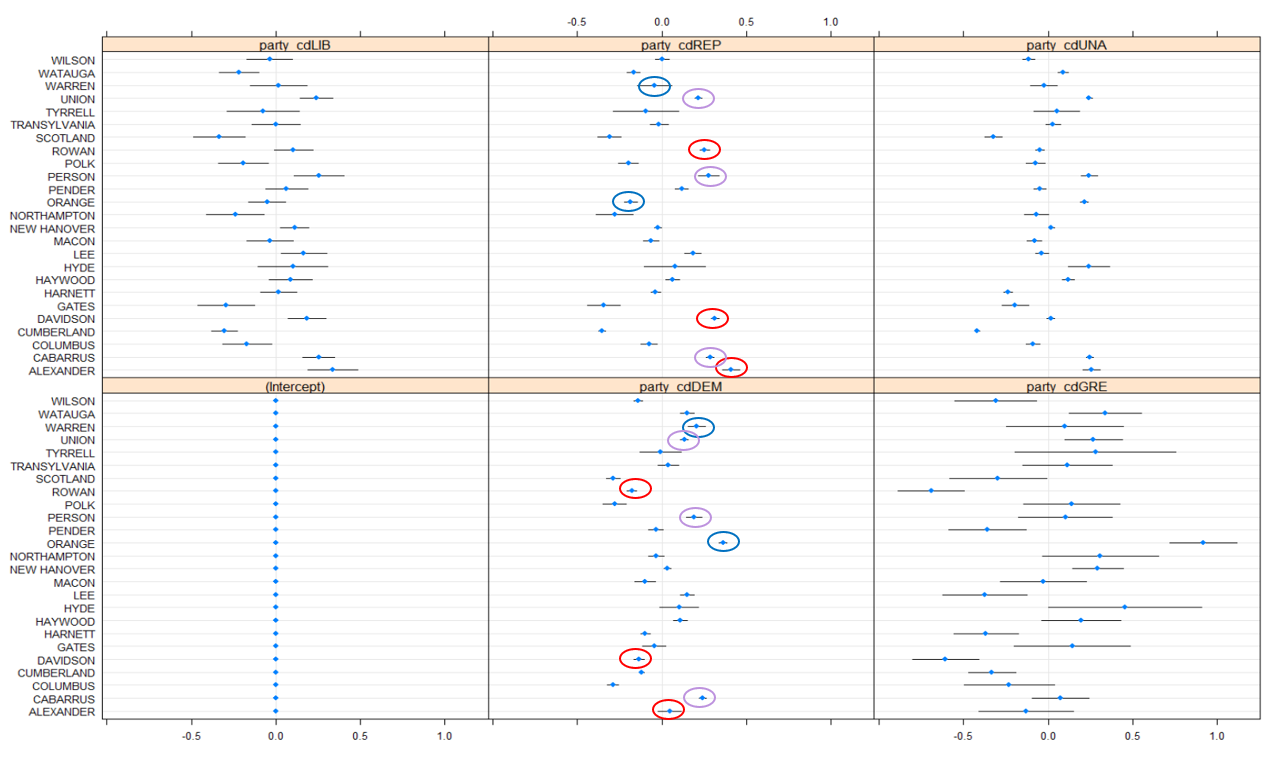 -0.5 0.0 0.5 1.0
party_cdLIB party_cdREP party_cdUNA
WILSON
WATAUGA
WARREN
UNION
TYRRELL
TRANSYLVANIA
SCOTLAND
ROWAN
POLK
PERSON
PENDER
ORANGE
NORTHAMPTON
NEW HANOVER
MACON
LEE
HYDE
HAYWOOD
HARNETT
GATES
DAVIDSON
CUMBERLAND
COLUMBUS
CABARRUS
ALEXANDER
(Intercept) party_cdDEM party_cdGRE
WILSON
WATAUGA
WARREN
UNION
TYRRELL
TRANSYLVANIA
SCOTLAND
ROWAN
POLK
PERSON
PENDER
ORANGE
NORTHAMPTON
NEW HANOVER
MACON
LEE
HYDE
HAYWOOD
HARNETT
GATES
DAVIDSON
CUMBERLAND
COLUMBUS
CABARRUS
ALEXANDER
-0.5 0.0 0.5 1.0 -0.5 0.0 0.5 1.0